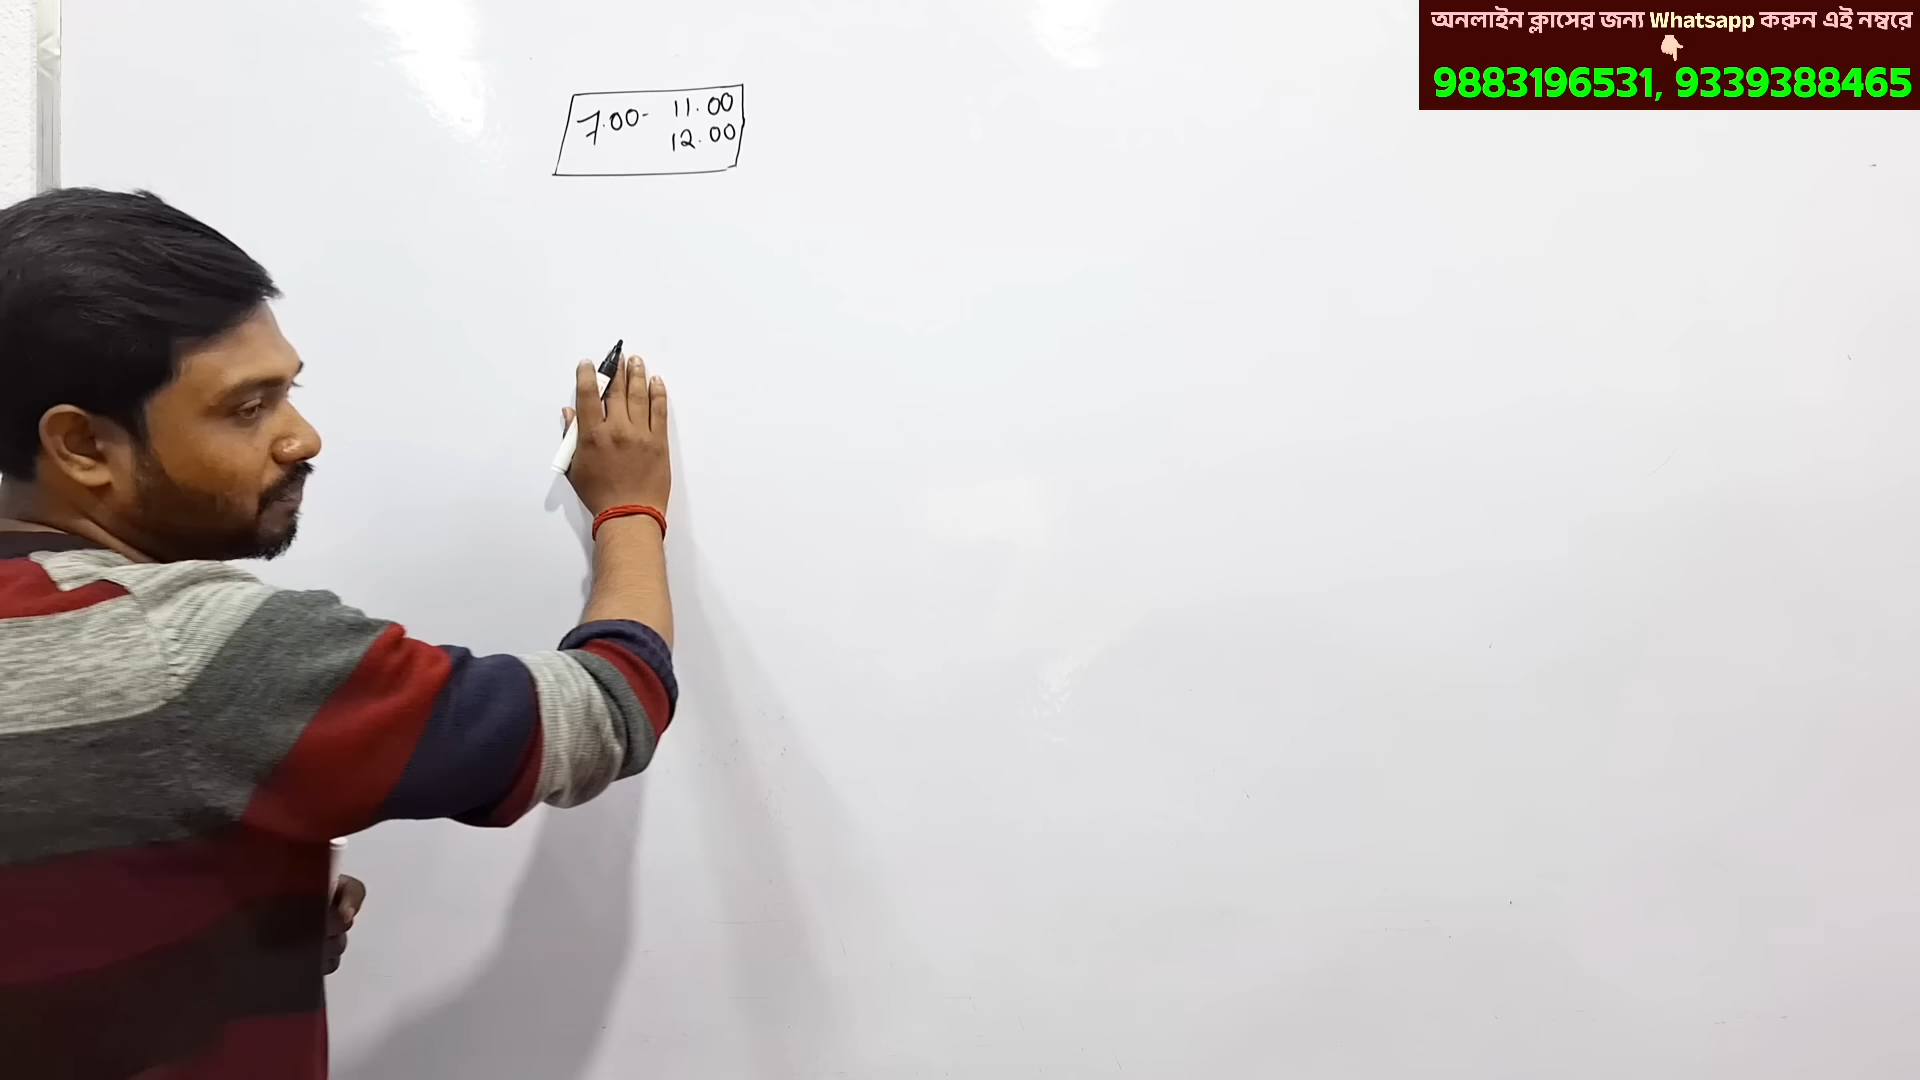 অনলাইন ক্লাসের জন্য Whatsapp করুন এই নম্বরে
9883196531, 9339388465
7.00- 11.00
12.00